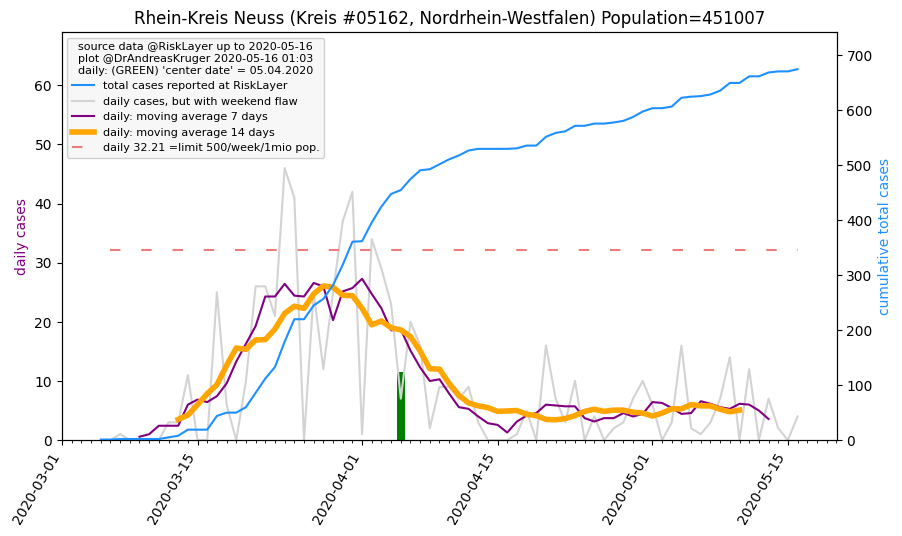 Rhein-Kreis Neuss (Kreis #05162, Nordrhein-Westfalen) Population=451007
source data @RiskLayer up to 2020-05-16
plot @DrAndreasKruger 2020-05-16 01:03
daily: (GREEN) 'center date' = 05.04.2020
total cases reported at RiskLayer
daily cases, but with weekend flaw
daily: moving average 7 days
daily: moving average 14 days
daily 32.21 =limit 500/week/1mio pop.
daily cases
60
50
40
30
20
10
0
700
600
500
400
300
200
100
0
cumulative total cases
2020-03-01
2020-03-15
2020-04-01
2020-04-15
2020-05-01
2020-05-15